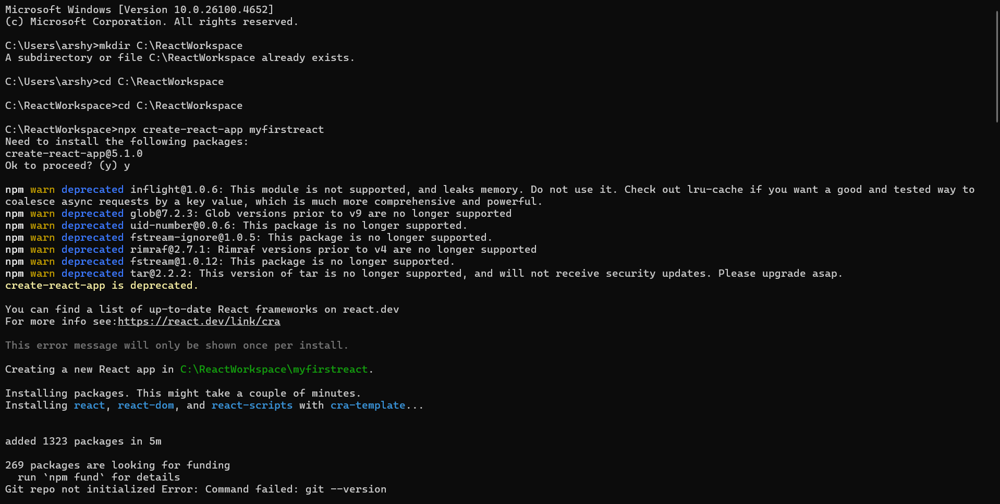 Microsoft Windows [Version 10.0.26100.4652]
(c) Microsoft Corporation. All rights reserved.
C:\Users\arshy>mkdir C:\ReactWorkspace
A subdirectory or file C:\ReactWorkspace already exists.
C:\Users\arshy>cd C:\ReactWorkspace
C:\ReactWorkspace>cd C:\ReactWorkspace
C:\ReactWorkspace>npx create-react-app myfirstreact
Need to install the following packages:
create-react-app@5.1.0
Ok to proceed? (y) y
npm warn deprecated inflight@1.0.6: This module is not supported, and leaks memory. Do not use it. Check out lru-cache if you want a good and tested way to
coalesce async requests by a key value, which is much more comprehensive and powerful.
npm warn deprecated glob@7.2.3: Glob versions prior to v9 are no longer supported
npm warn deprecated uid-number@0.0.6: This package is no longer supported.
npm warn deprecated fstream-ignore@1.0.5: This package is no longer supported.
npm warn deprecated rimraf@2.7.1: Rimraf versions prior to v4 are no longer supported
npm warn deprecated fstream@1.0.12: This package is no longer supported.
npm warn deprecated tar@2.2.2: This version of tar is no longer supported, and will not receive security updates. Please upgrade asap.
create-react-app is deprecated.
You can find a list of up-to-date React frameworks on react.dev
For more info see:https://react.dev/link/cra
This error message will only be shown once per install.
Creating a new React app in C:\ReactWorkspace\myfirstreact.
Installing packages. This might take a couple of minutes.
Installing react, react-dom, and react-scripts with cra-template...
added 1323 packages in 5m
269 packages are looking for funding
run `npm fund` for details
Git repo not initialized Error: Command failed: git --version